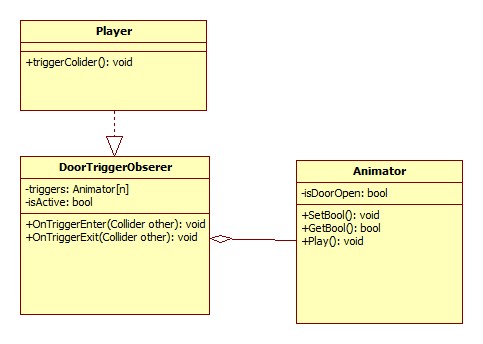 Player
+triggerColider(): void
DoorTriggerObserer
-triggers: Animator[n]
-isActive: bool
+OnTriggerEnter(Collider other): void
+OnTriggerExit(Collider other): void
Animator
-isDoorOpen: bool
+SetBool(): void
+GetBool(): bool
+Play(): void